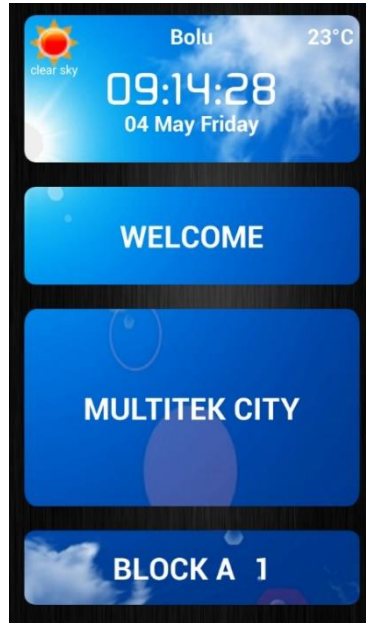 Bolu 23°C
clear sky
09:14:28
04 May Friday
WELCOME
MULTITEK CITY
BLOCK A 1